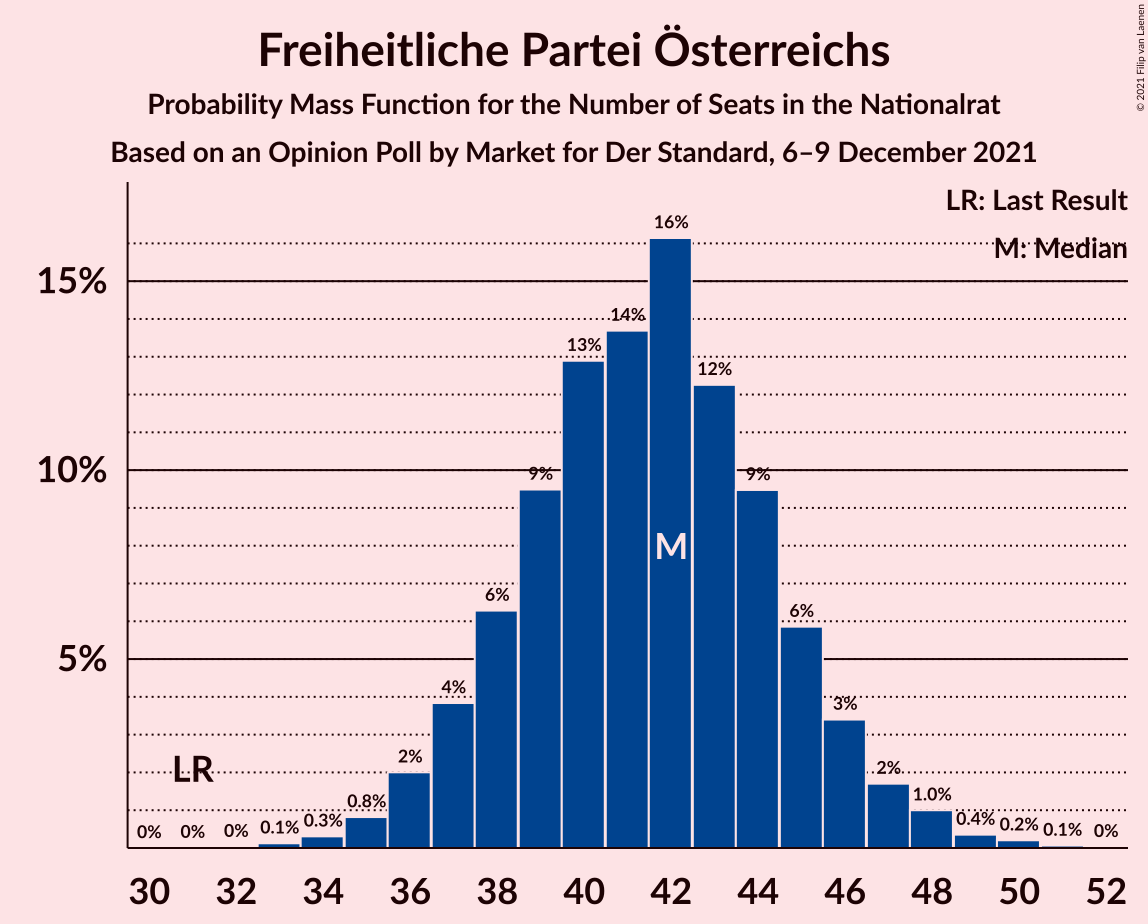 Freiheitliche Partei Österreichs
Probability Mass Function for the Number of Seats in the Nationalrat
Based on an Opinion Poll by Market for Der Standard, 6–9 December 2021
© 2021 Filip van Laenen
LR: Last Result
M: Median
15%
10%
5%
0%
0%
0%
0.1%
0.3%
0.8%
2%
4%
6%
9%
13%
14%
16%
12%
9%
6%
3%
2%
1.0%
0.4%
0.2%
0.1%
0%
LR
M
30 32 34 36 38 40 42 44 46 48 50 52